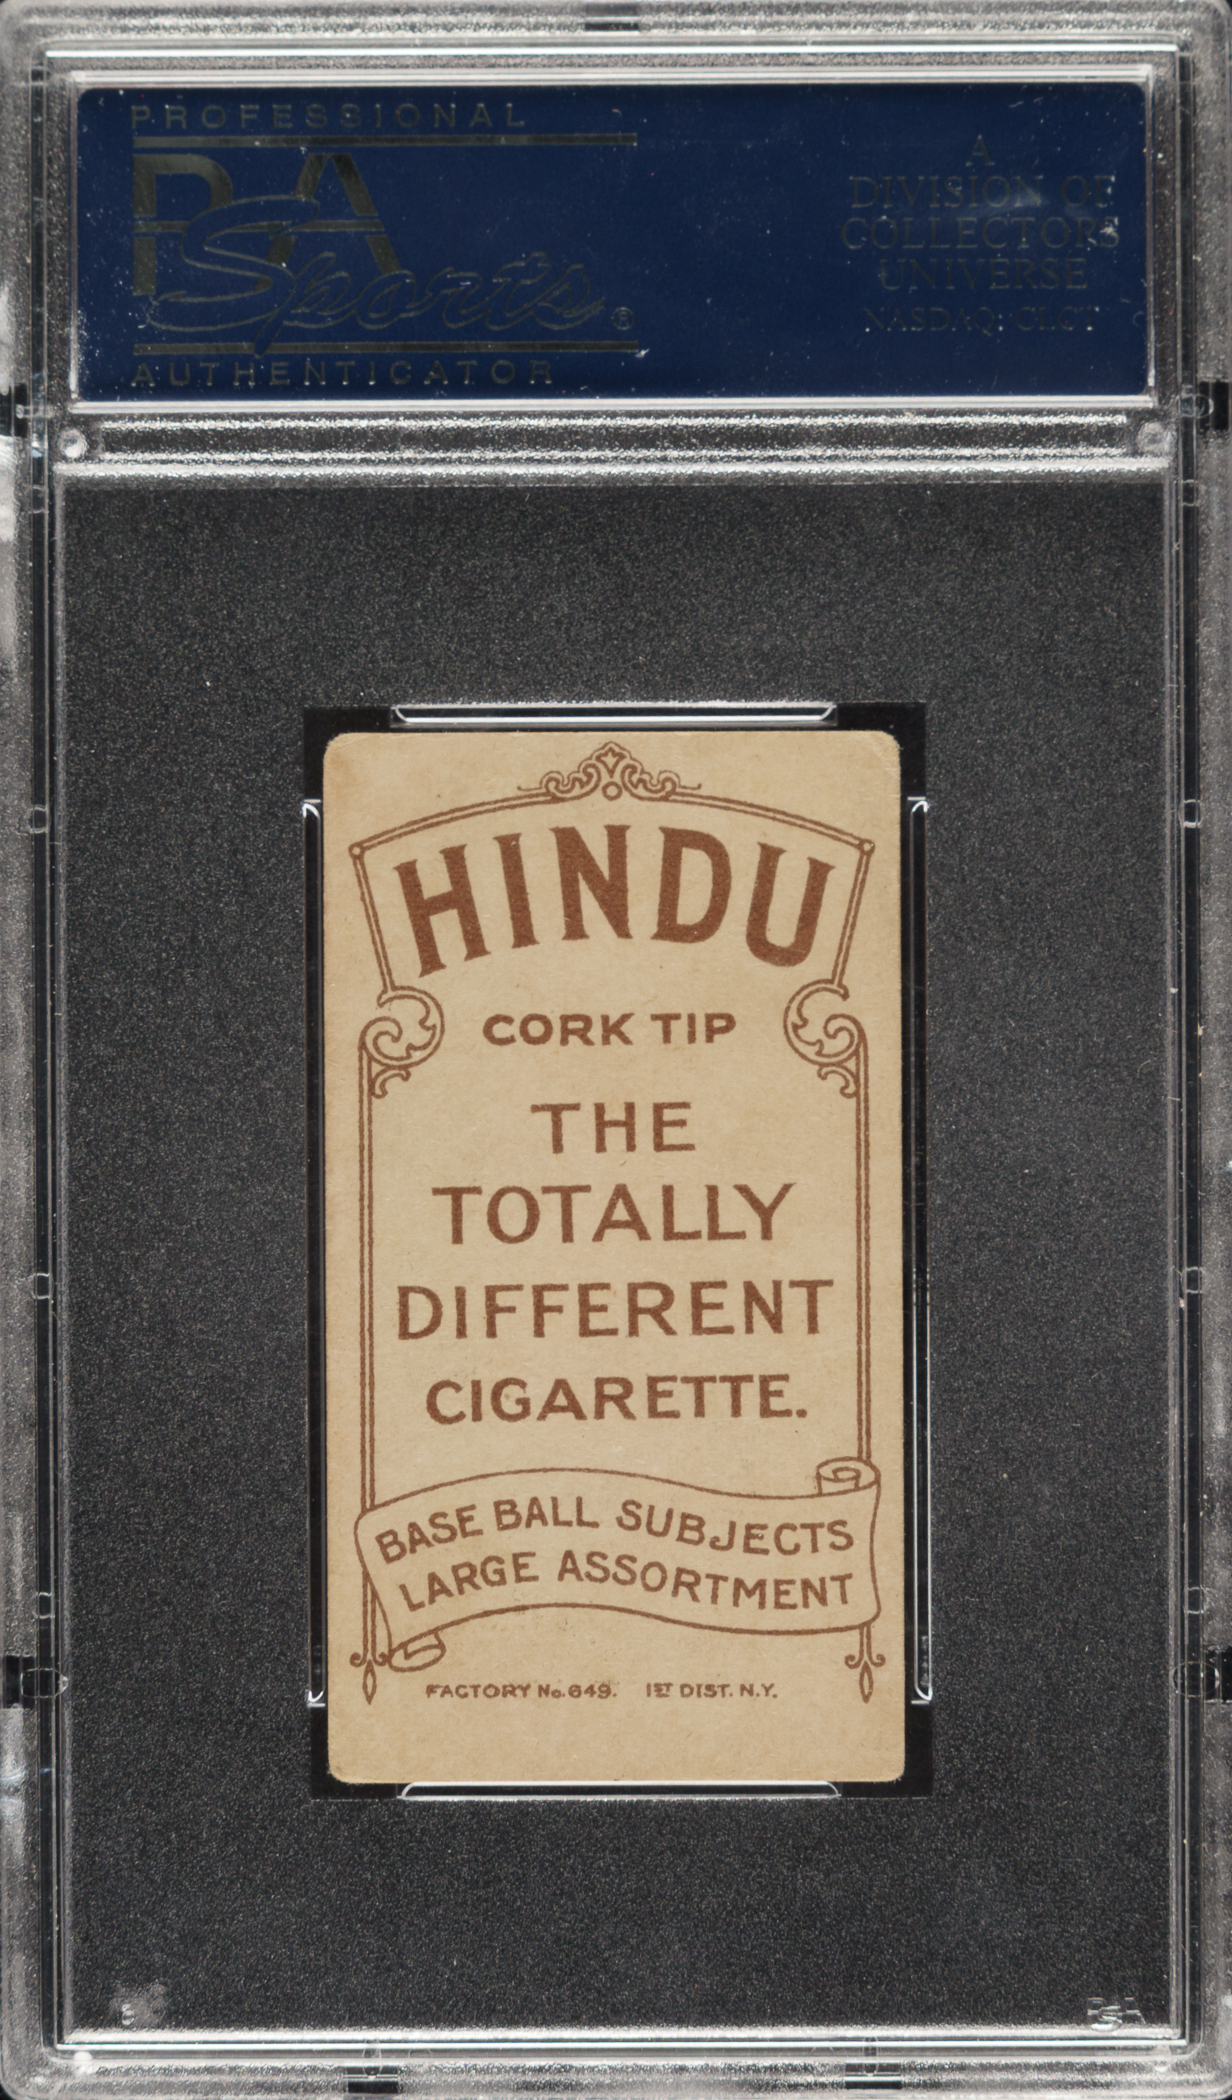 PROFESSIONAL
PSA
Sports®
AUTHENTICATOR
A
DIVISION OF
COLLECTORS
UNIVERSE
NASDAQ: CLCT
HINDU
CORK TIP
THE
TOTALLY
DIFFERENT
CIGARETTE.
BASE BALL SUBJECTS
LARGE ASSORTMENT
FACTORY No. 649. 1ST DIST. N.Y.
PSA